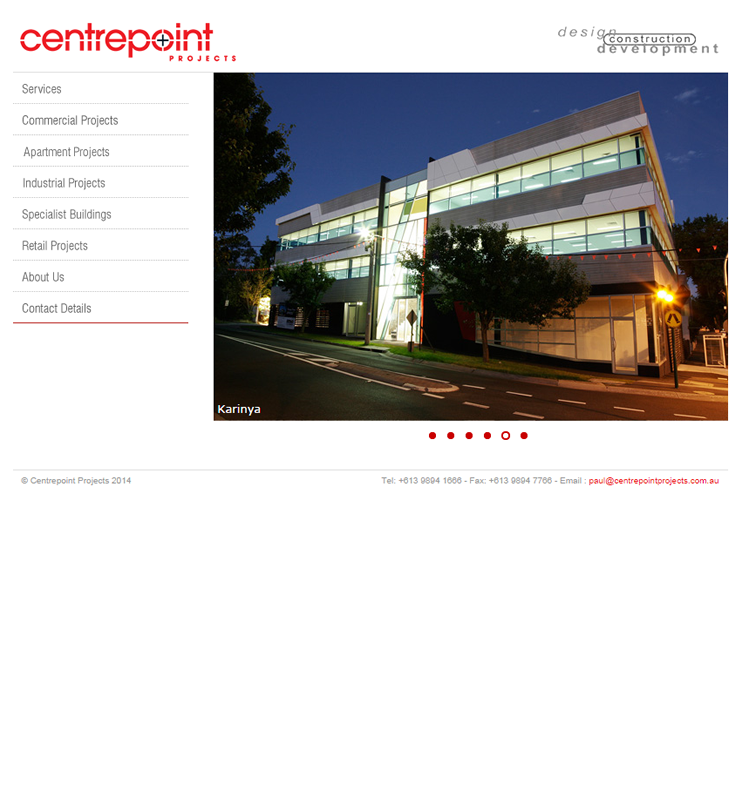 centrepoint
PROJECTS
design
construction
development
Services
Commercial Projects
Apartment Projects
Industrial Projects
Specialist Buildings
Retail Projects
About Us
Contact Details
Karinya
© Centrepoint Projects 2014
Tel: +613 9894 1666 - Fax: +613 9894 7766 - Email : paul@centrepointprojects.com.au